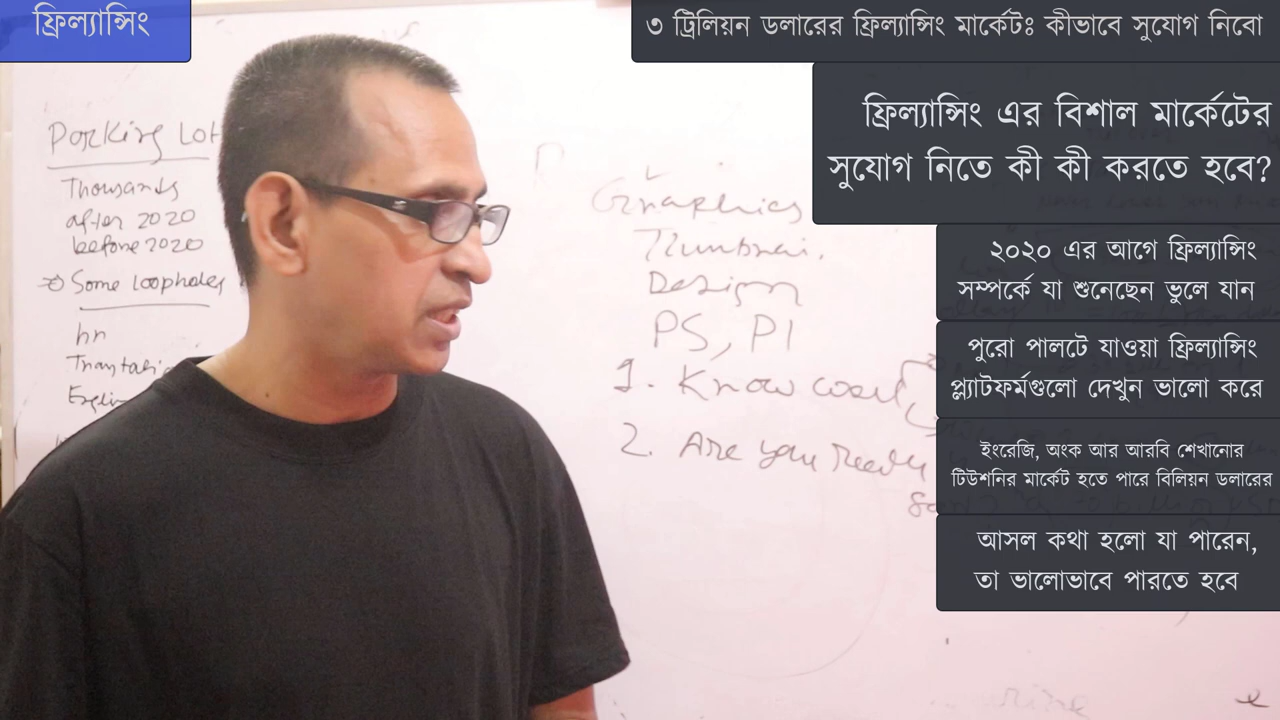 ফ্রিল্যান্সিং
৩ ট্রিলিয়ন ডলারের ফ্রিল্যান্সিং মার্কেটঃ কীভাবে সুযোগ নিবো
ফ্রিল্যান্সিং এর বিশাল মার্কেটের
সুযোগ নিতে কী কী করতে হবে?
২০২০ এর আগে ফ্রিল্যান্সিং
সম্পর্কে যা শুনেছেন ভুলে যান
পুরো পালটে যাওয়া ফ্রিল্যান্সিং
প্ল্যাটফর্মগুলো দেখুন ভালো করে
ইংরেজি, অংক আর আরবি শেখানোর
টিউশনির মার্কেট হতে পারে বিলিয়ন ডলারের
আসল কথা হলো যা পারেন,
তা ভালোভাবে পারতে হবে
Parking Lot
Thousands
after 2020
before 2020
Some loopholes
hr
Graphics
Design
PS, PI
1. Know
2. Are you ready